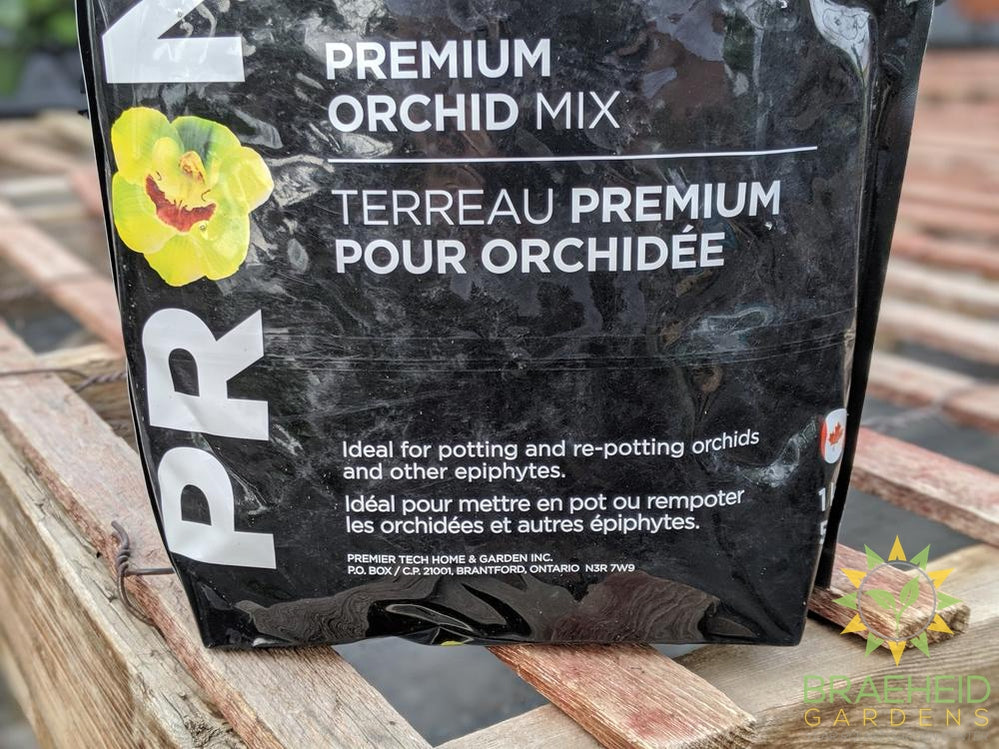 PREMIUM
ORCHID MIX
TERREAU PREMIUM
POUR ORCHIDÉE
Ideal for potting and re-potting orchids
and other epiphytes.
Idéal pour mettre en pot ou rempoter
les orchidées et autres épiphytes.
PREMIER TECH HOME & GARDEN INC.
P.O. BOX / C.P. 21001, BRANTFORD, ONTARIO N3R 7W9
PR
BRAEHEID
GARDENS